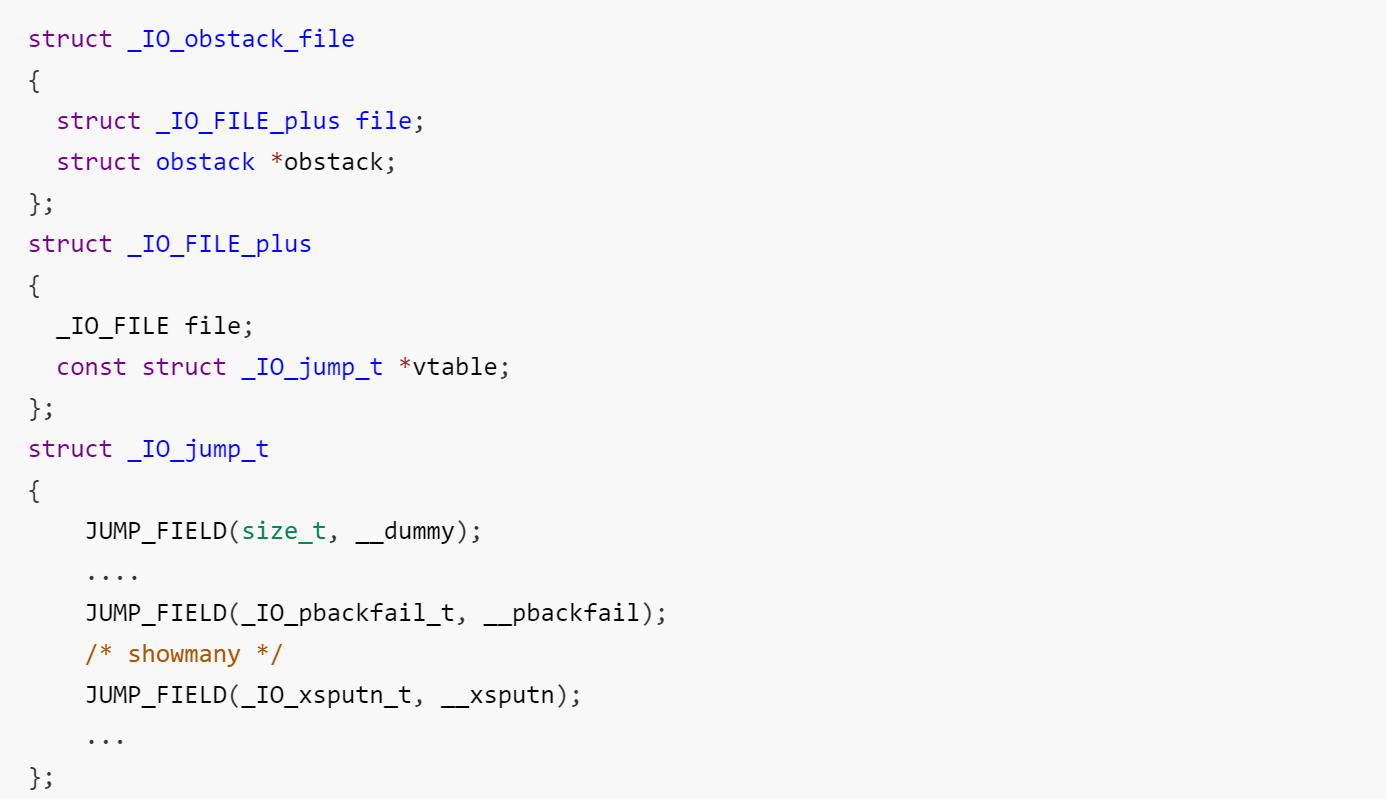 struct _IO_obstack_file
{
  struct _IO_FILE_plus file;
  struct obstack *obstack;
};
struct _IO_FILE_plus
{
  _IO_FILE file;
  const struct _IO_jump_t *vtable;
};
struct _IO_jump_t
{
    JUMP_FIELD(size_t, __dummy);
    ....
    JUMP_FIELD(_IO_pbackfail_t, __pbackfail);
    /* showmany */
    JUMP_FIELD(_IO_xsputn_t, __xsputn);
    ...
};